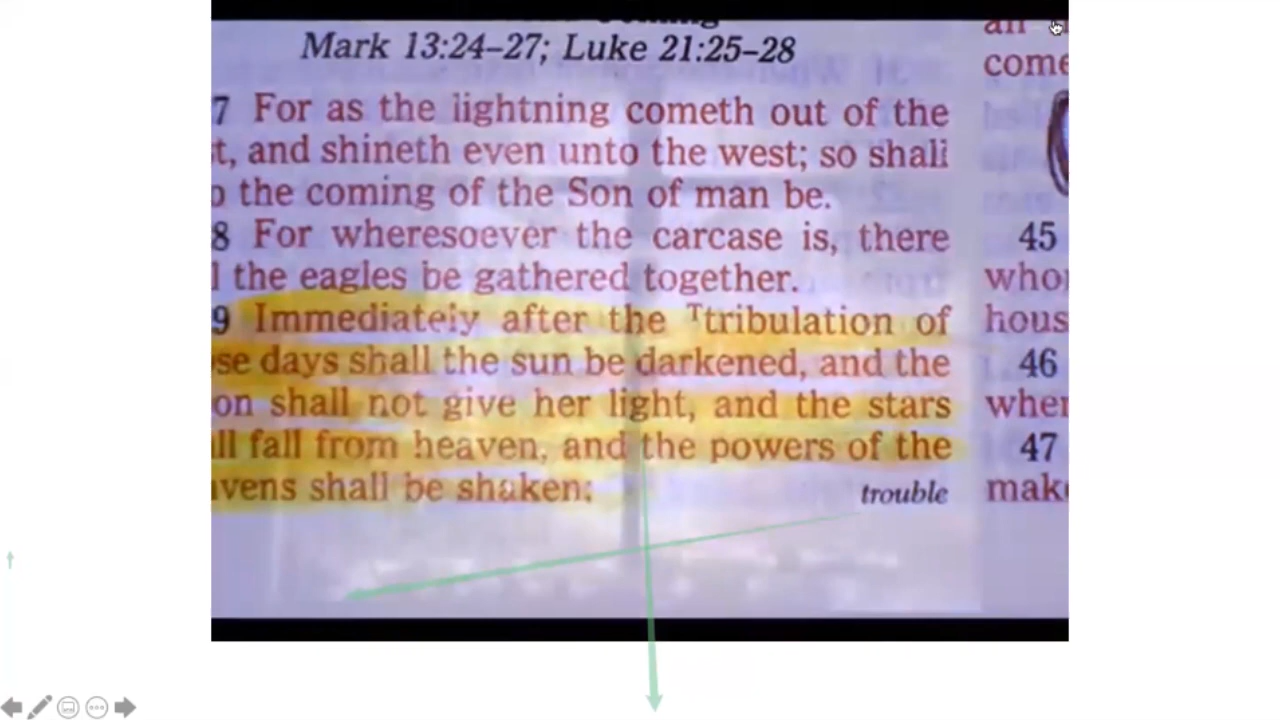 Mark 13:24–27; Luke 21:25–28
7 For as the lightning cometh out of the
t, and shineth even unto the west; so shall
o the coming of the Son of man be.
8 For wheresoever the carcase is, there
l the eagles be gathered together.
9 Immediately after the Ttribulation of
se days shall the sun be darkened, and the
on shall not give her light, and the stars
ll fall from heaven, and the powers of the
avens shall be shaken:
trouble
an
come
45
who
hous
46
wher
47
make